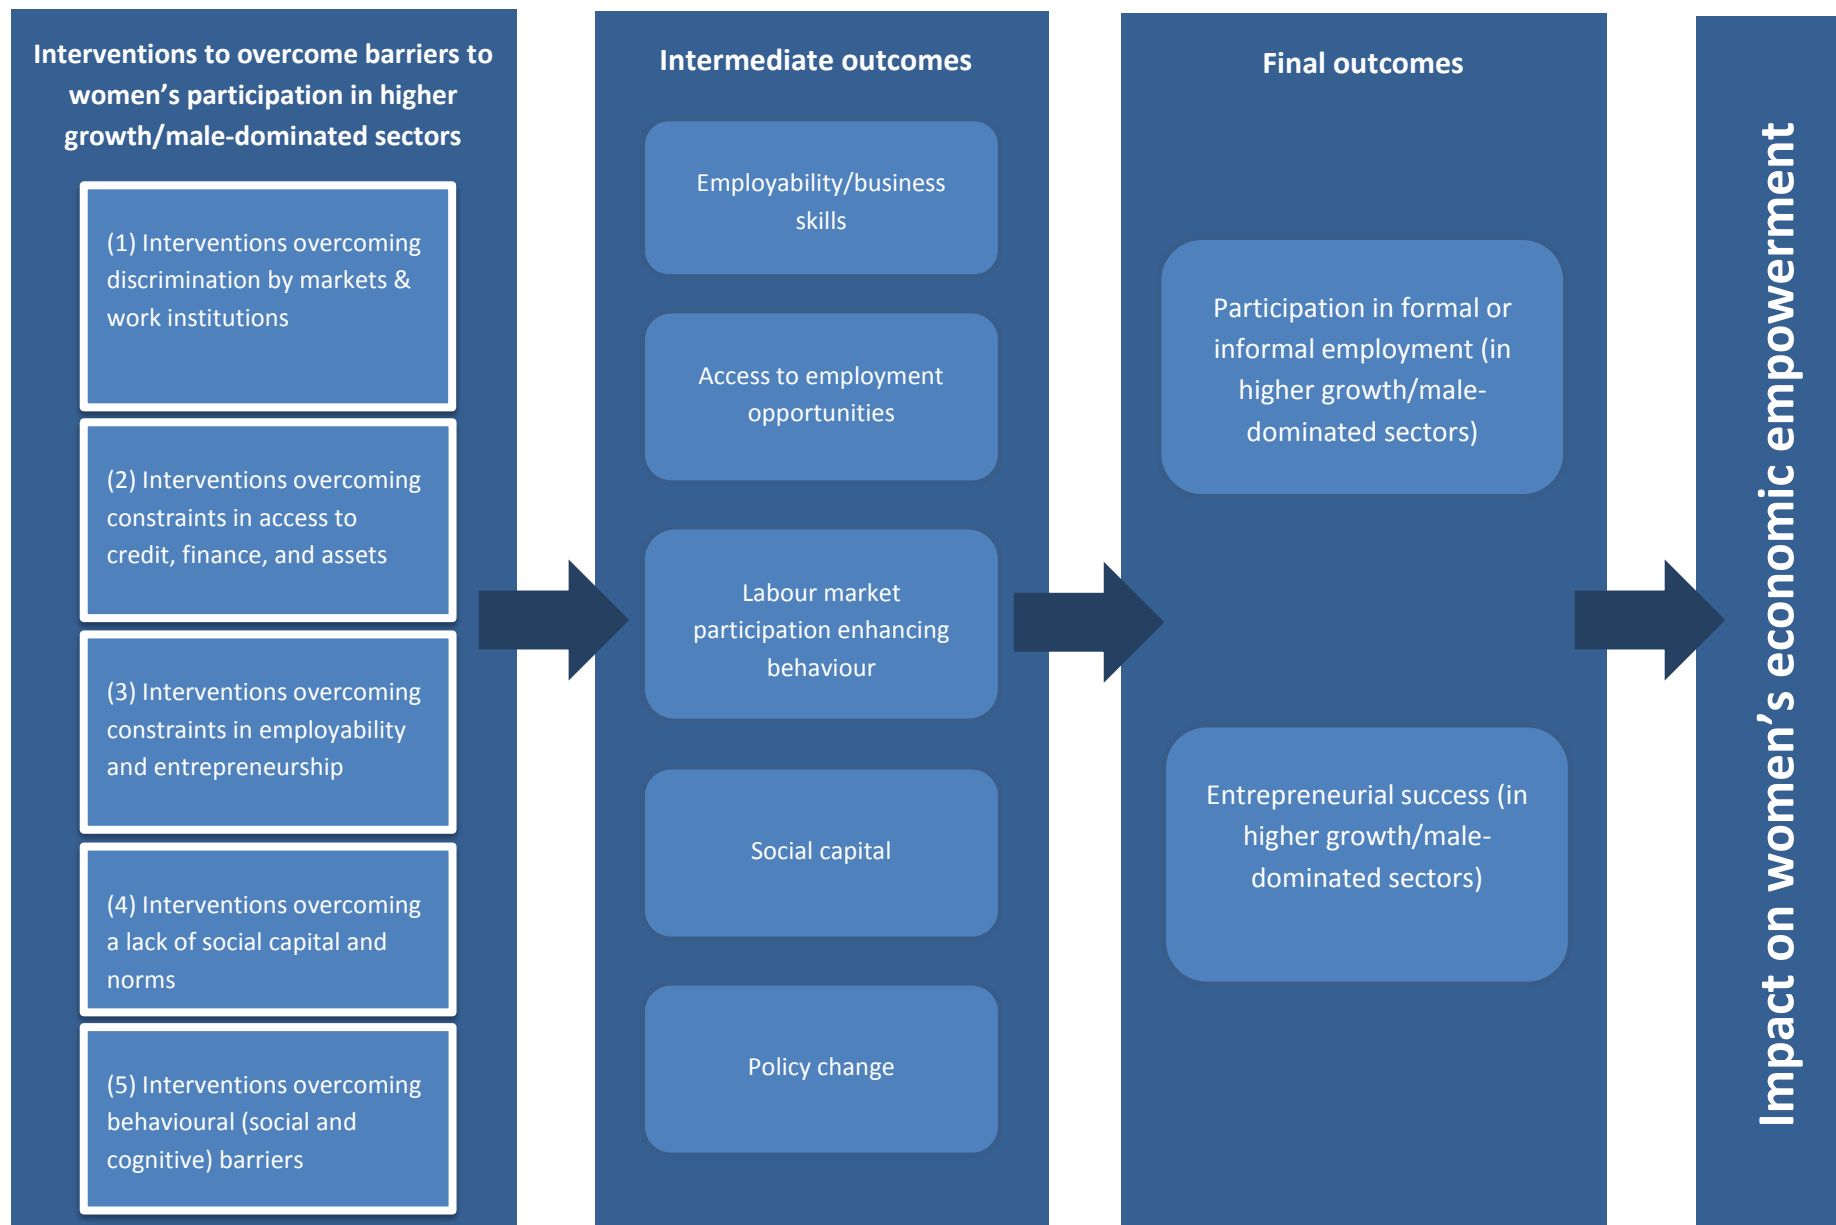 Interventions to overcome barriers to
women’s participation in higher
growth/male-dominated sectors
(1) Interventions overcoming
discrimination by markets &
work institutions
(2) Interventions overcoming
constraints in access to
credit, finance, and assets
(3) Interventions overcoming
constraints in employability
and entrepreneurship
(4) Interventions overcoming
a lack of social capital and
norms
(5) Interventions overcoming
behavioural (social and
cognitive) barriers
Intermediate outcomes
Employability/business
skills
Access to employment
opportunities
Labour market
participation enhancing
behaviour
Social capital
Policy change
Final outcomes
Participation in formal or
informal employment (in
higher growth/male-
dominated sectors)
Entrepreneurial success (in
higher growth/male-
dominated sectors)
Impact on women’s economic empowerment